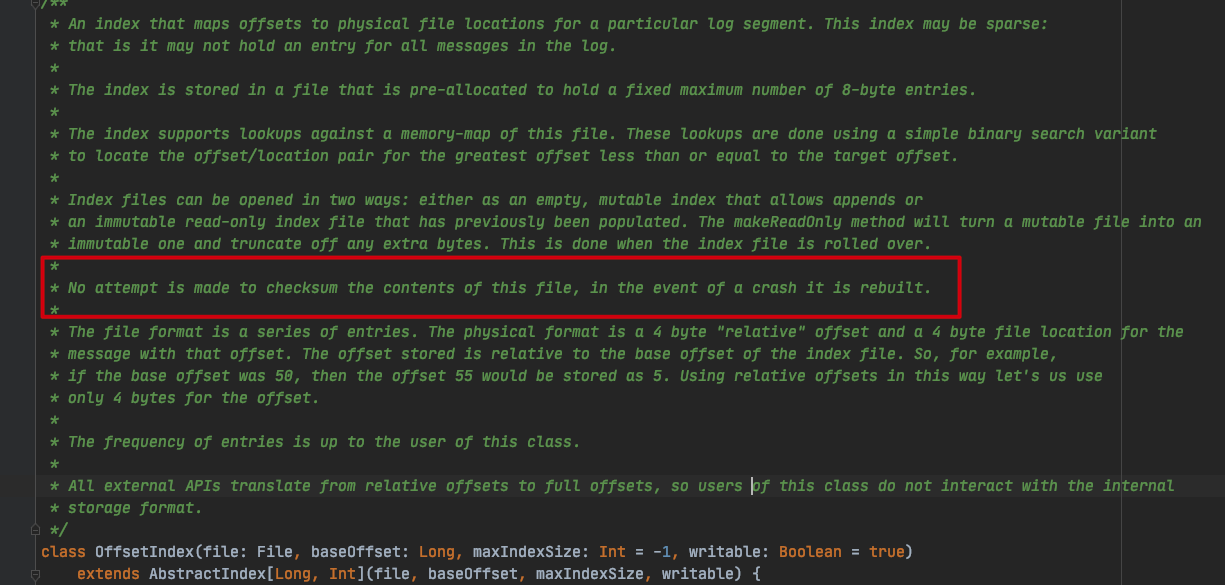 /**
* An index that maps offsets to physical file locations for a particular log segment. This index may be sparse:
* that is it may not hold an entry for all messages in the log.
*
* The index is stored in a file that is pre-allocated to hold a fixed maximum number of 8-byte entries.
*
* The index supports lookups against a memory-map of this file. These lookups are done using a simple binary search variant
* to locate the offset/location pair for the greatest offset less than or equal to the target offset.
*
* Index files can be opened in two ways: either as an empty, mutable index that allows appends or
* an immutable read-only index file that has previously been populated. The makeReadOnly method will turn a mutable file into an
* immutable one and truncate off any extra bytes. This is done when the index file is rolled over.
*
* No attempt is made to checksum the contents of this file, in the event of a crash it is rebuilt.
*
* The file format is a series of entries. The physical format is a 4 byte "relative" offset and a 4 byte file location for the
* message with that offset. The offset stored is relative to the base offset of the index file. So, for example,
* if the base offset was 50, then the offset 55 would be stored as 5. Using relative offsets in this way let's us use
* only 4 bytes for the offset.
*
* The frequency of entries is up to the user of this class.
*
* All external APIs translate from relative offsets to full offsets, so users of this class do not interact with the internal
* storage format.
*/
class OffsetIndex(file: File, baseOffset: Long, maxIndexSize: Int = -1, writable: Boolean = true)
extends AbstractIndex[Long, Int](file, baseOffset, maxIndexSize, writable) {